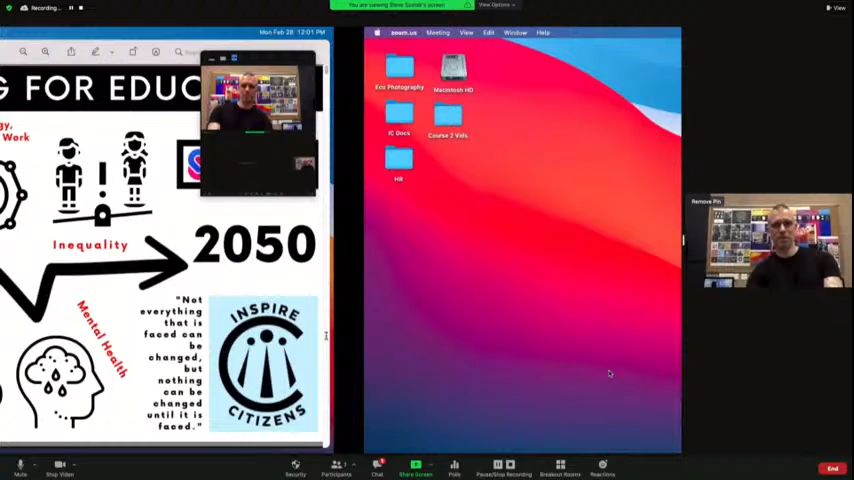 Recording...
You are viewing Steve Sostak's screen
View Options
View
Mon Feb 28 12:01 PM
zoom.us Meeting View Edit Window Help
G FOR EDUC
gy,
Work
Inequality
2050
Mental Health
"Not
everything
that is
faced can
be
changed,
but
nothing
can be
changed
until it is
faced."
INSPIRE
CITIZENS
Eco Photography
Macintosh HD
IC Docs
Course 2 Vids
HR
Remove Pin
Mute
Stop Video
Security
Participants
1
Chat
Share Screen
Polls
Pause/Stop Recording
Breakout Rooms
Reactions
End